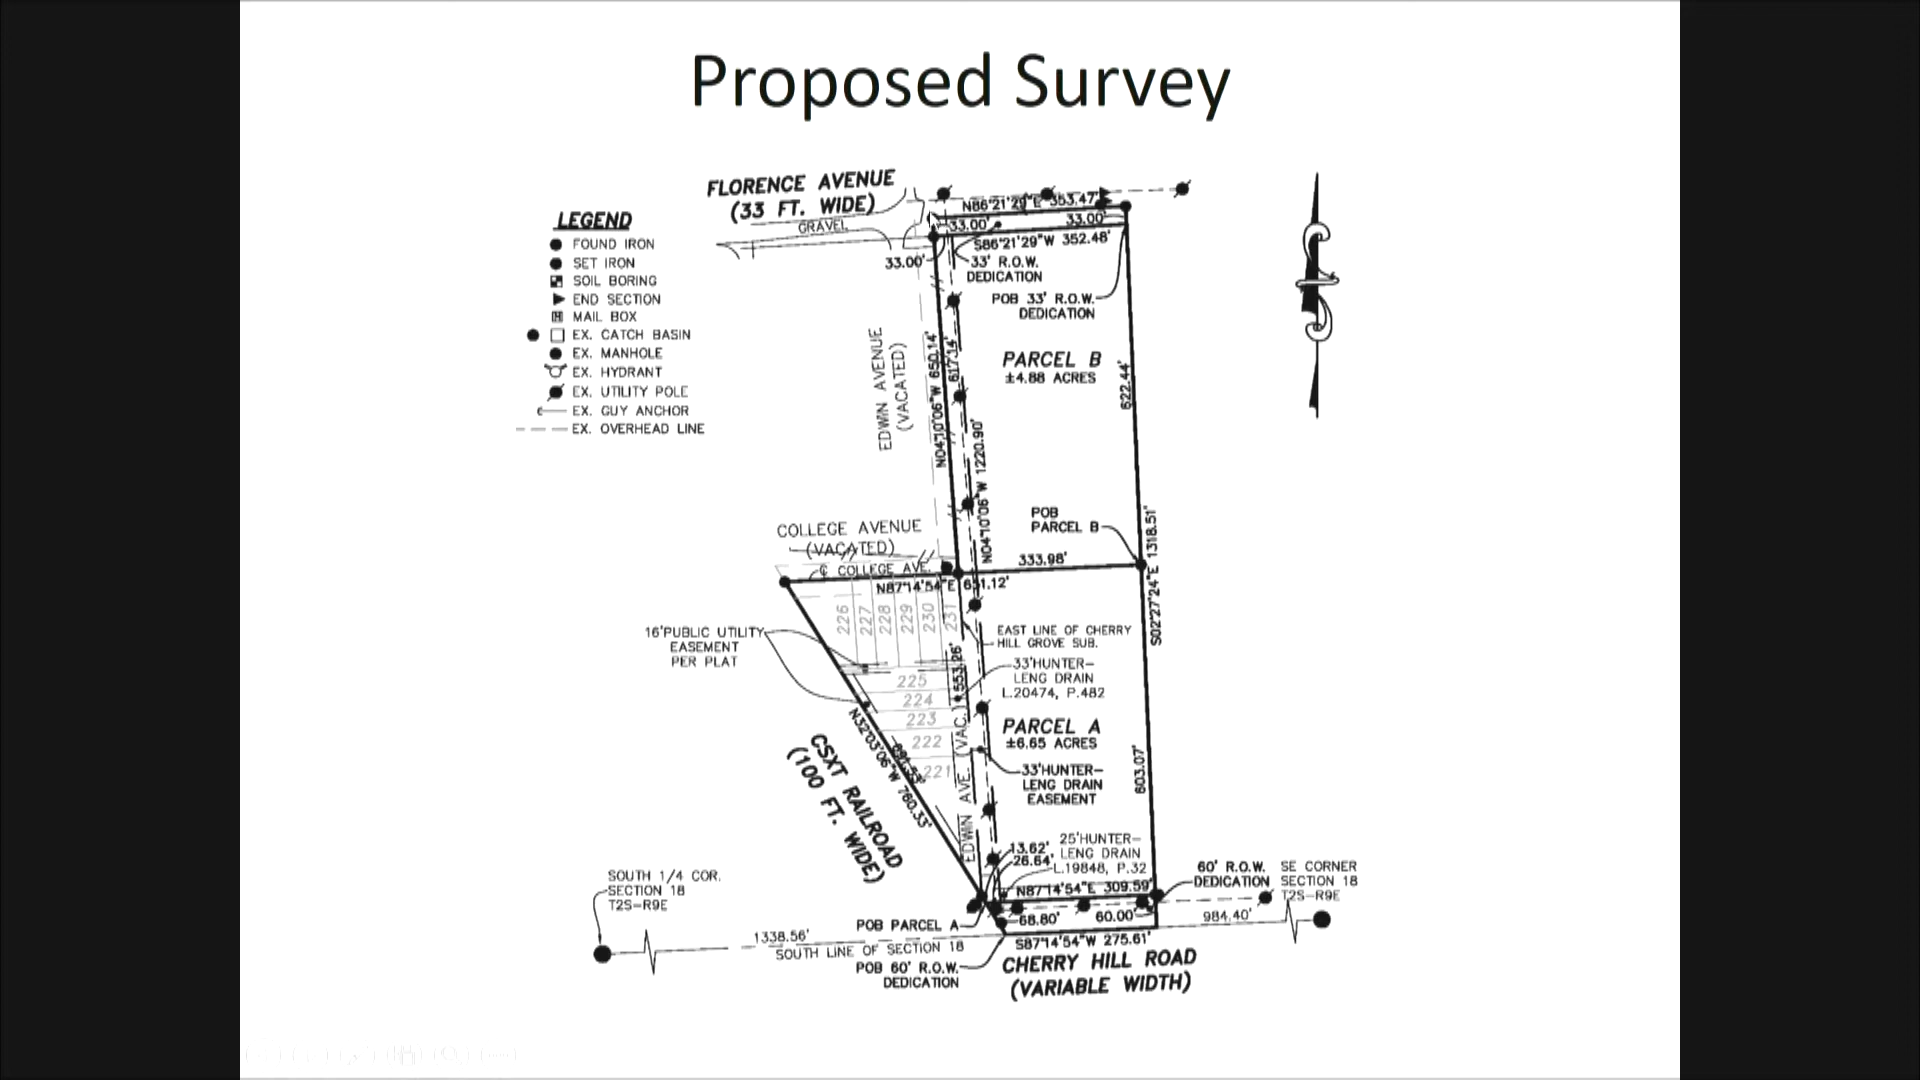 Proposed Survey
FLORENCE AVENUE
(33 FT. WIDE)
GRAVEL
N86°21'29"E 353.47'
33.00'
33.00'
S86°21'29"W 352.48'
33.00'
33' R.O.W.
DEDICATION
POB 33' R.O.W.
DEDICATION
LEGEND
FOUND IRON
SET IRON
SOIL BORING
END SECTION
MAIL BOX
EX. CATCH BASIN
EX. MANHOLE
EX. HYDRANT
EX. UTILITY POLE
EX. GUY ANCHOR
EX. OVERHEAD LINE
EDWIN AVENUE
(VACATED)
N04°10'06"W 650.14'
617.14'
N04°10'06"W 1220.90'
PARCEL B
±4.88 ACRES
622.44'
POB
PARCEL B
S02°27'24"E 1318.51'
COLLEGE AVENUE
(VACATED)
℄ COLLEGE AVE.
333.98'
N87°14'54"E 651.12'
226
227
228
229
230
231
16'PUBLIC UTILITY
EASEMENT
PER PLAT
EAST LINE OF CHERRY
HILL GROVE SUB.
33'HUNTER-
LENG DRAIN
L.20474, P.482
553.26'
225
224
223
222
221
PARCEL A
±6.65 ACRES
33'HUNTER-
LENG DRAIN
EASEMENT
603.07'
N32°03'06"W 760.33'
CSXT RAILROAD
(100 FT. WIDE)
EDWIN AVE. (VAC.)
13.62'
26.64'
25'HUNTER-
LENG DRAIN
L.19848, P.32
N87°14'54"E 309.59'
60' R.O.W.
DEDICATION
SE CORNER
SECTION 18
T2S-R9E
SOUTH 1/4 COR.
SECTION 18
T2S-R9E
POB PARCEL A
68.80'
60.00'
984.40'
1338.56'
SOUTH LINE OF SECTION 18
S87°14'54"W 275.61'
POB 60' R.O.W.
DEDICATION
CHERRY HILL ROAD
(VARIABLE WIDTH)